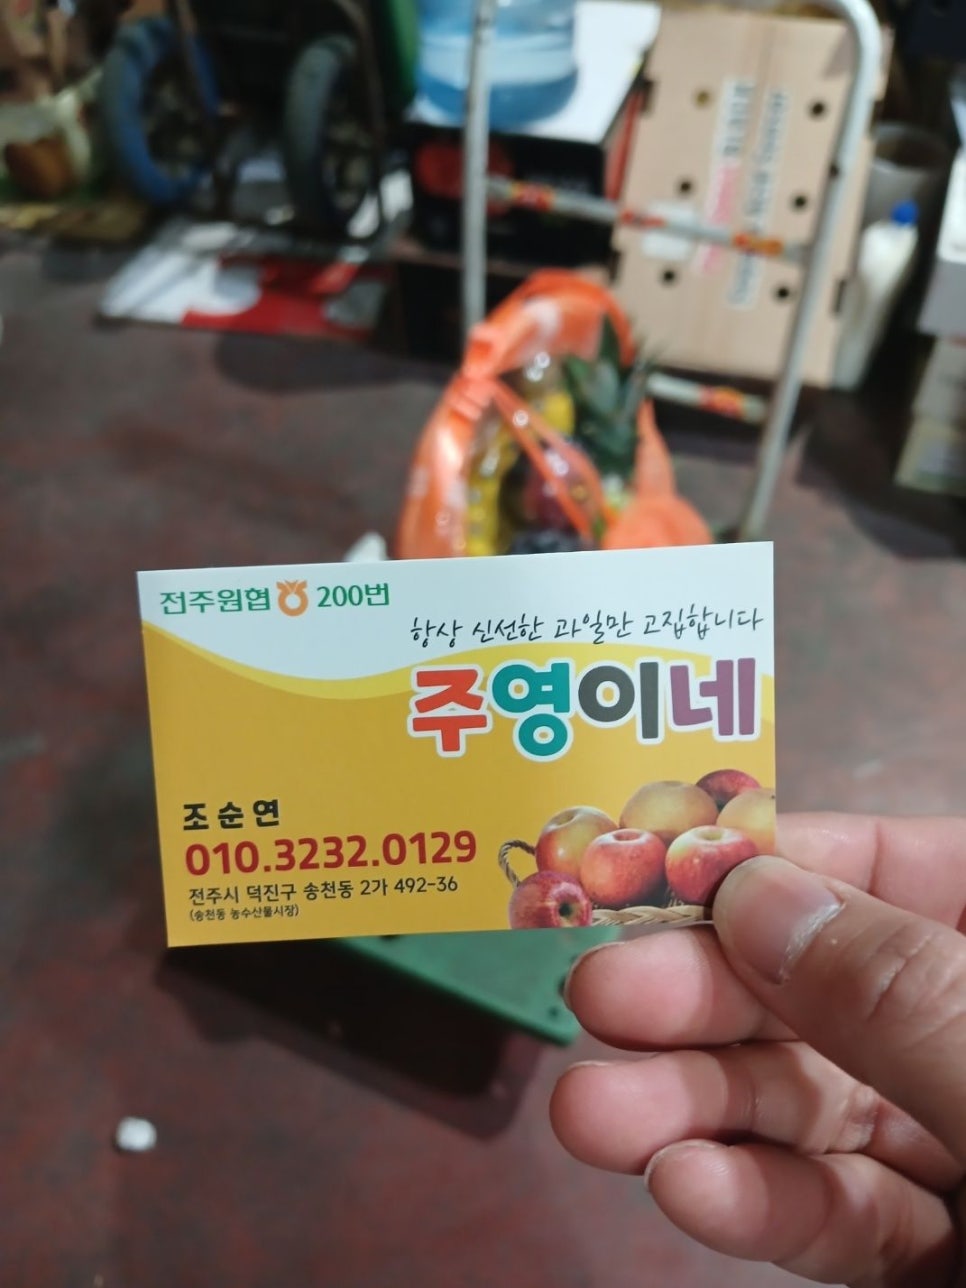 전주원협 200번
항상 신선한 과일만 고집합니다
주영이네
조순연
010.3232.0129
전주시 덕진구 송천동 2가 492-36
(송천동 농수산물시장)